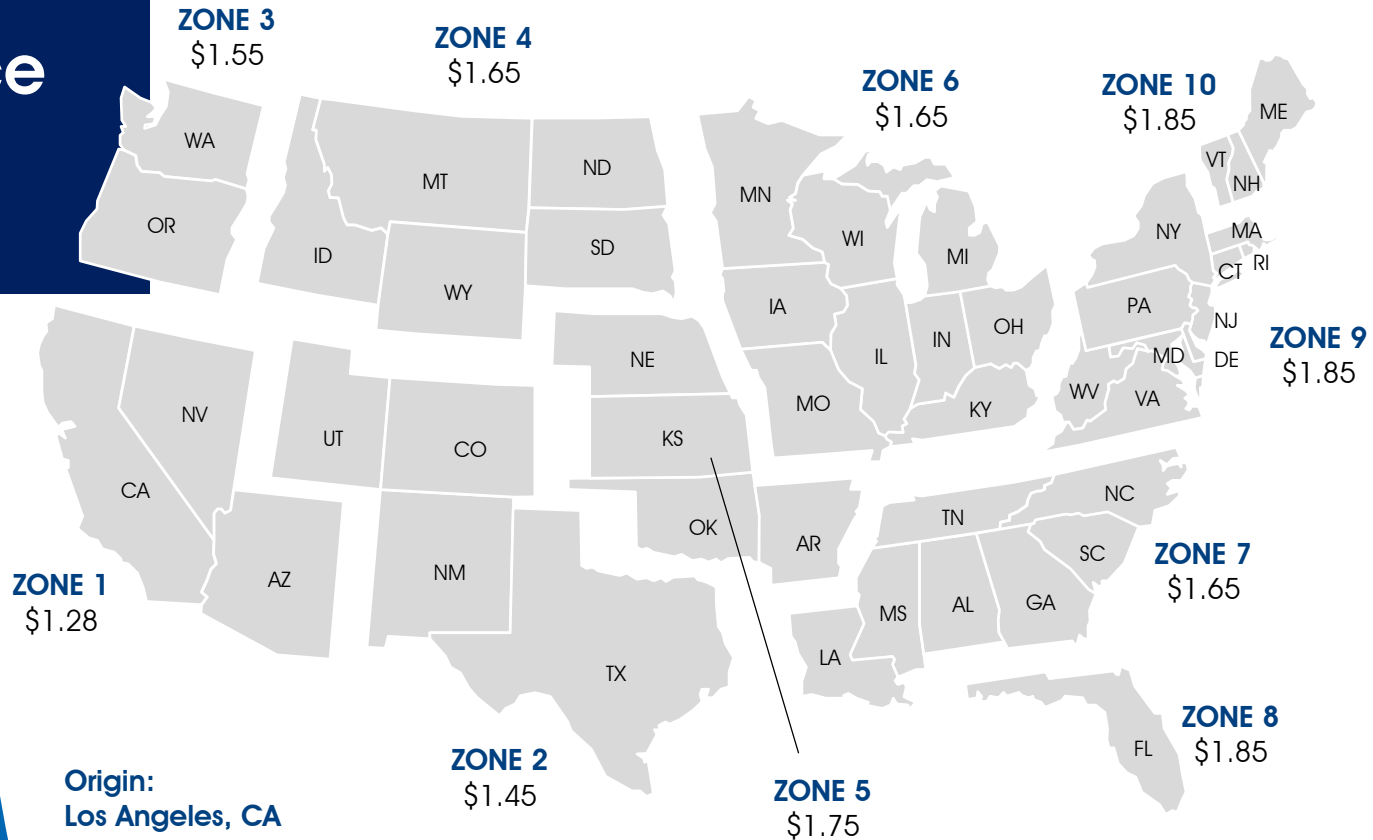 ZONE 3
$1.55
ZONE 4
$1.65
ZONE 6
$1.65
ZONE 10
$1.85
ME
WA
MT
ND
MN
VT
NH
OR
ID
SD
WI
MI
NY
MA
CT
RI
WY
IA
IL
IN
OH
PA
NJ
ZONE 9
$1.85
NE
MD
DE
NV
UT
CO
KS
MO
KY
WV
VA
CA
OK
AR
TN
NC
SC
ZONE 7
$1.65
ZONE 1
$1.28
AZ
NM
MS
AL
GA
TX
LA
FL
ZONE 8
$1.85
ZONE 2
$1.45
ZONE 5
$1.75
Origin:
Los Angeles, CA